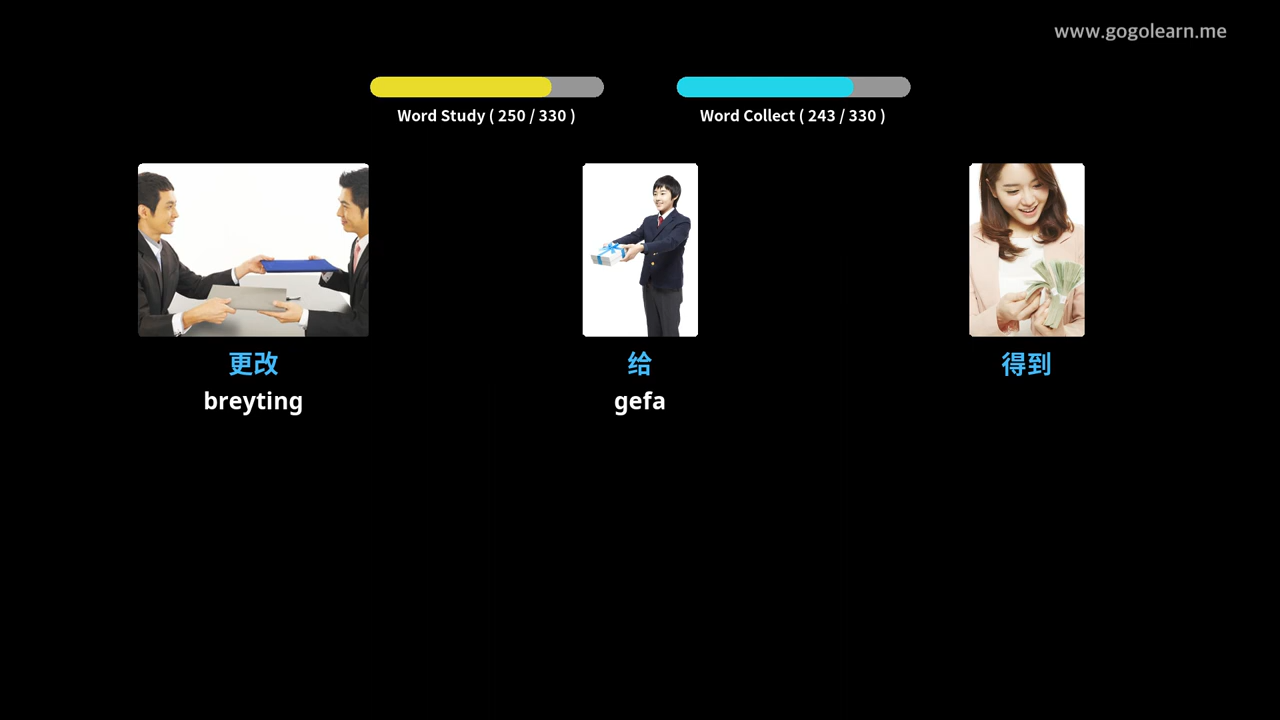 www.gogolearn.me
Word Study ( 250 / 330 )
Word Collect ( 243 / 330 )
更改
breyting
给
gefa
得到